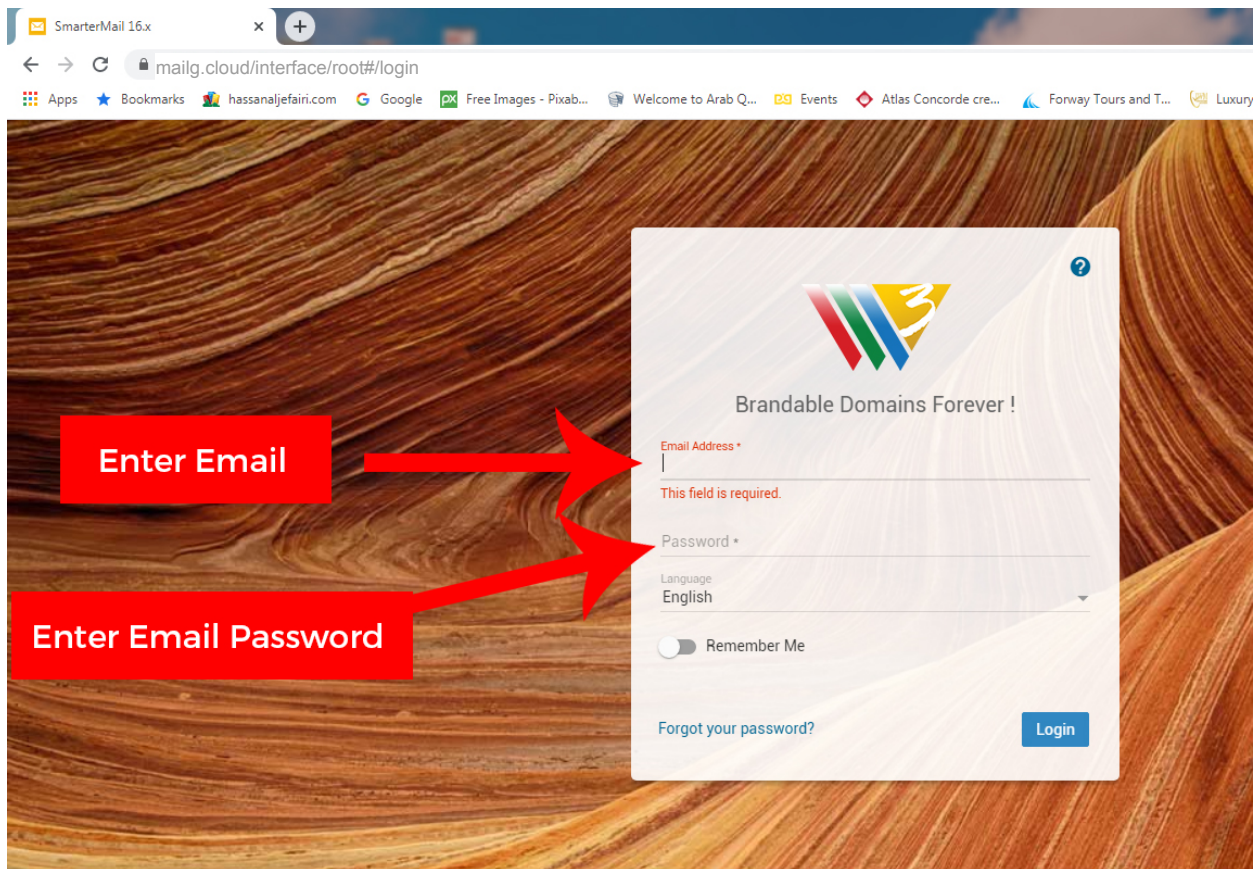 SmarterMail 16.x
mailg.cloud/interface/root#/login
Apps Bookmarks hassanaljefairi.com Google Free Images - Pixab... Welcome to Arab Q... Events Atlas Concorde cre... Forway Tours and T... Luxury
3
Brandable Domains Forever !
Email Address *
Enter Email
This field is required.
Password *
Language
English
Enter Email Password
Remember Me
Forgot your password?
Login